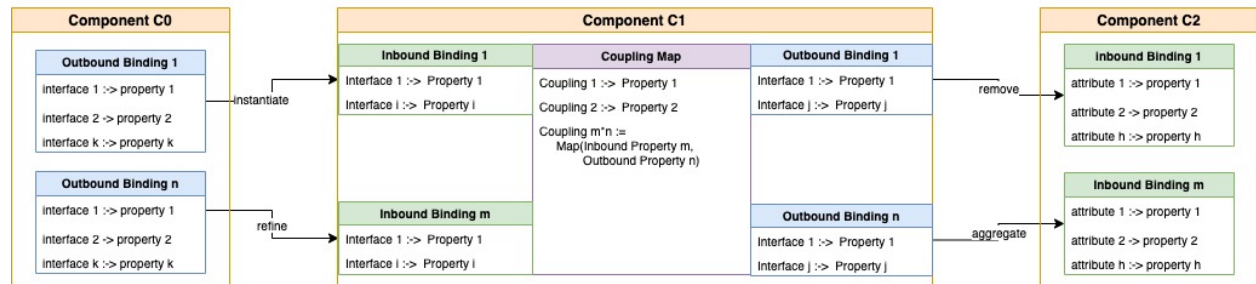 Component C0
Outbound Binding 1
interface 1 :-> property 1
interface 2 -> property 2
interface k :-> property k
Outbound Binding n
interface 1 :-> property 1
interface 2 -> property 2
interface k :-> property k
instantiate
refine
Component C1
Inbound Binding 1
Interface 1 :-> Property 1
Interface i :-> Property i
Inbound Binding m
Interface 1 :-> Property 1
Interface i :-> Property i
Coupling Map
Coupling 1 :-> Property 1
Coupling 2 :-> Property 2
Coupling m*n :=
Map(Inbound Property m,
Outbound Property n)
Outbound Binding 1
Interface 1 :-> Property 1
Interface j :-> Property j
Outbound Binding n
Interface 1 :-> Property 1
Interface j :-> Property j
remove
aggregate
Component C2
inbound Binding 1
attribute 1 :-> property 1
attribute 2 -> property 2
attribute h :-> property h
Inbound Binding m
attribute 1 :-> property 1
attribute 2 -> property 2
attribute h :-> property h